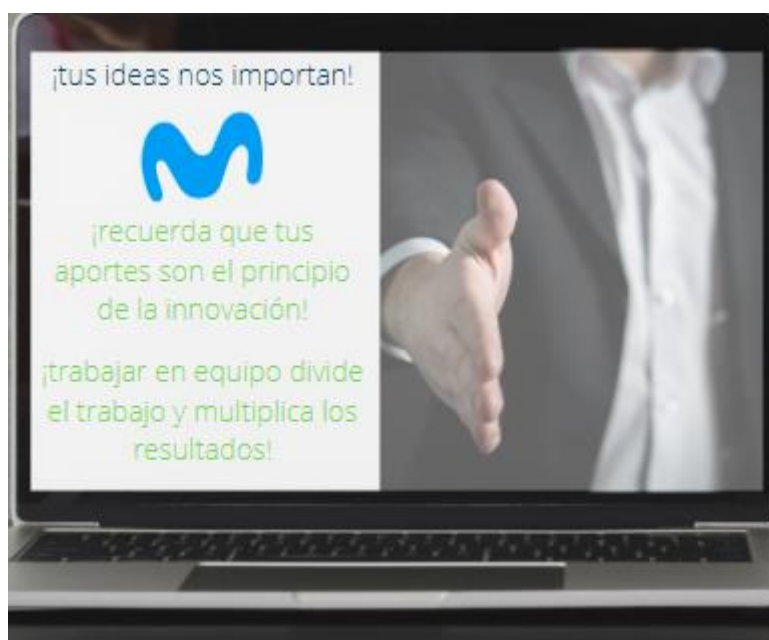 ¡tus ideas nos importan!
¡recuerda que tus
aportes son el principio
de la innovación!
¡trabajar en equipo divide
el trabajo y multiplica los
resultados!